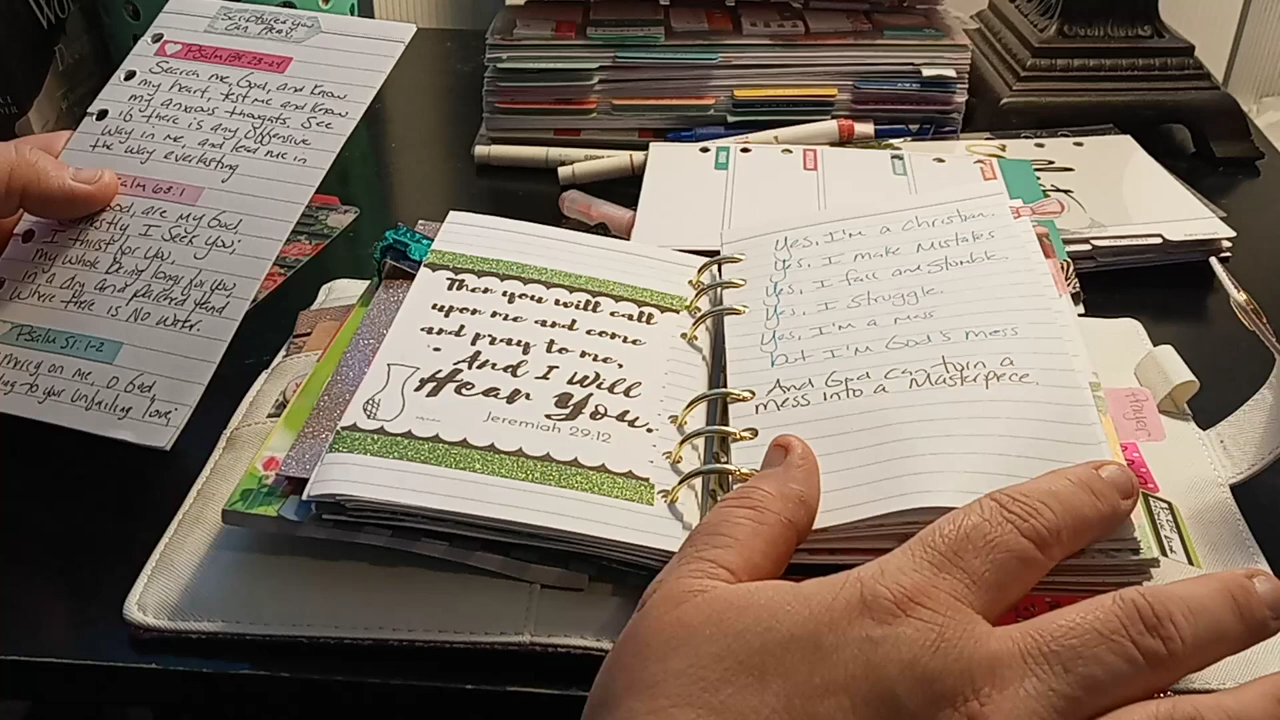 Scriptures you
can pray.
Psalm 139:23-24
Search me, God, and know
my heart, test me and know
my anxious thoughts. See
if there is any offensive
way in me, and lead me in
the way everlasting
Psalm 63:1
God, are my God,
I seek you;
I thirst for you,
my whole being longs for you,
in a dry and parched land
where there is no water.
Psalm 51:1-2
mercy on me, O God,
to your unfailing love;
Then you will call
upon me and come
and pray to me,
And I Will
Hear You.
Jeremiah 29:12
Yes, I'm a Christian.
Yes, I make mistakes
Yes, I fall and stumble
Yes, I struggle.
Yes, I'm a mess
but I'm God's mess
And God can turn a
mess into a Masterpiece.
Prayer